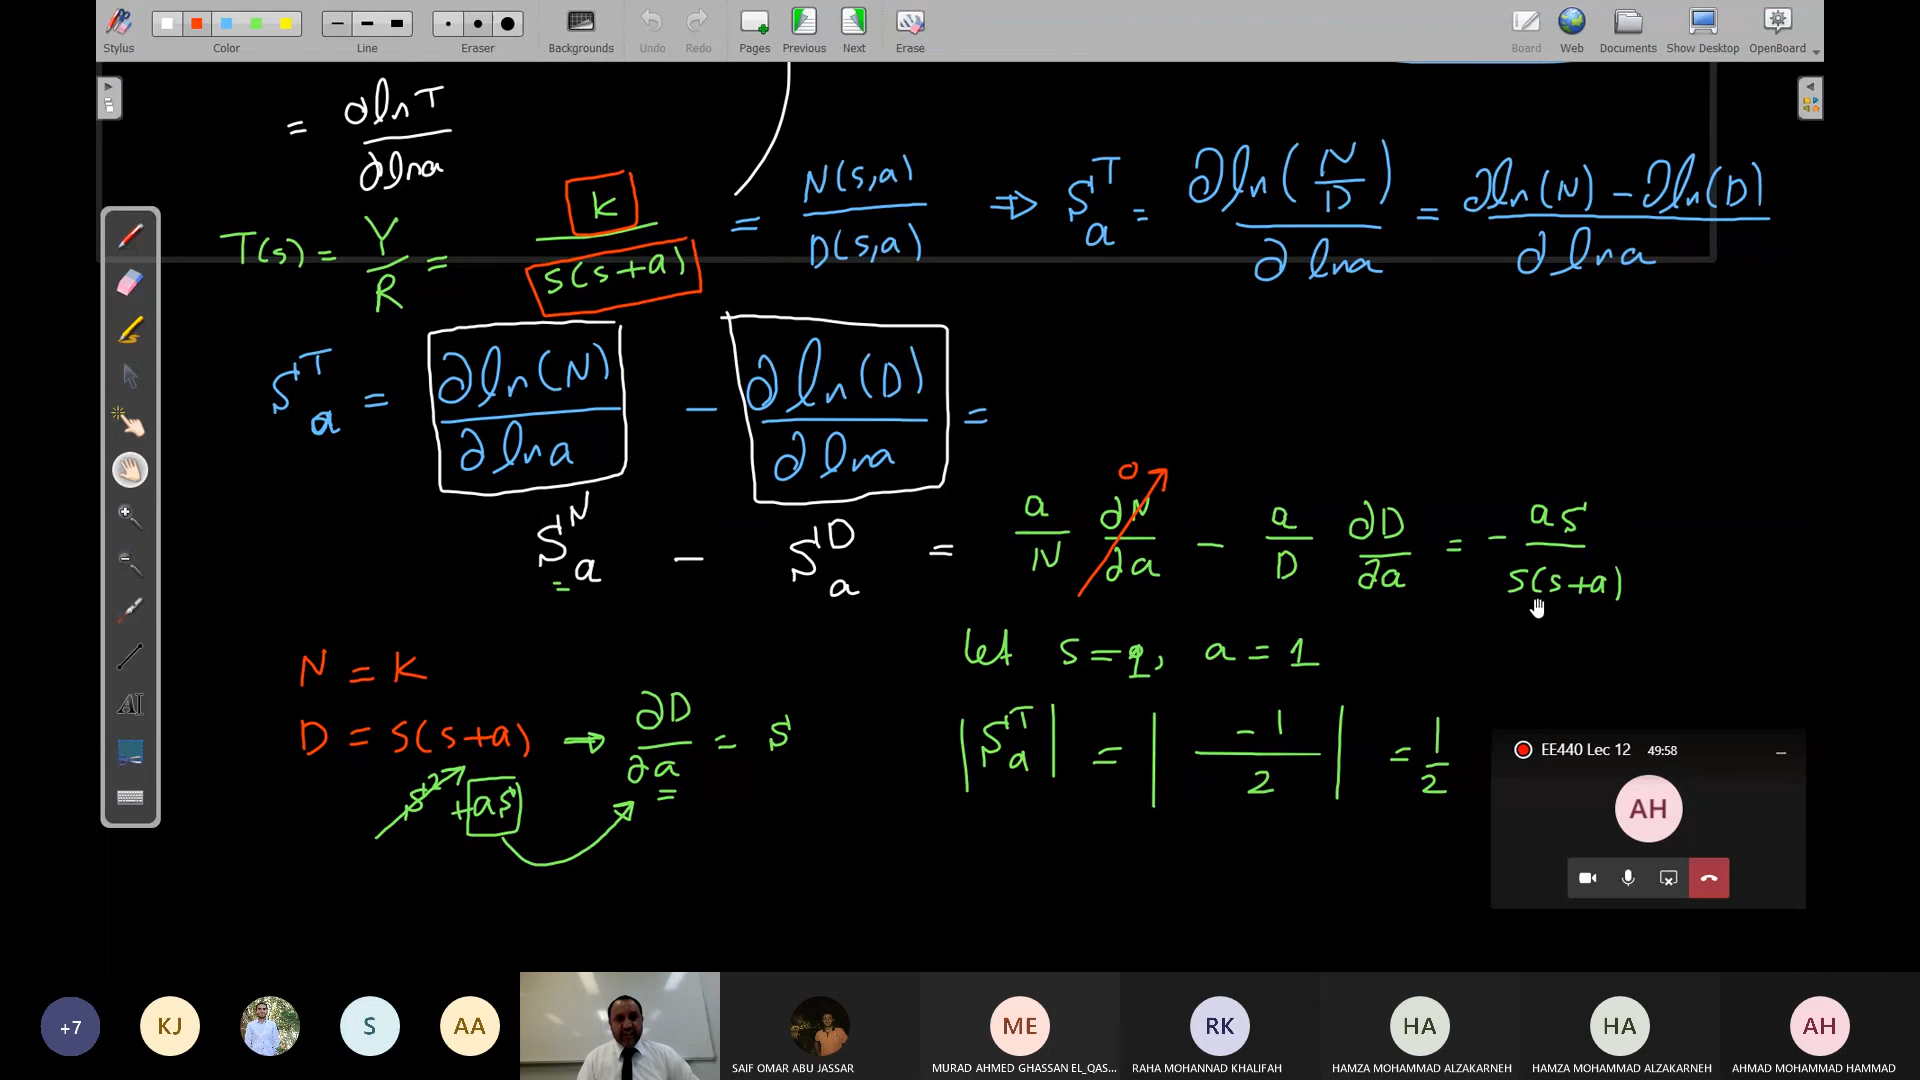 Stylus Color Line Eraser Backgrounds Undo Redo Pages Previous Next Erase Board Web Documents Show Desktop OpenBoard
= ∂lnT / ∂lna
T(s) = Y/R = k / s(s+a) = N(s,a) / D(s,a) ⇒ S^T_a = ∂ln(N/D) / ∂lna = ∂ln(N) - ∂ln(D) / ∂lna
S^T_a = ∂ln(N) / ∂lna - ∂ln(D) / ∂lna =
S^N_a - S^D_a = a/N ∂N/∂a 0 - a/D ∂D/∂a = - as / s(s+a)
let s=1, a=1
N = K
D = s(s+a) → ∂D/∂a = s
s² + as
|S^T_a| = | -1 / 2 | = 1/2
EE440 Lec 12 49:58
AH
+7 KJ S AA ME RK HA HA AH
SAIF OMAR ABU JASSAR
MURAD AHMED GHASSAN EL_QAS...
RAHA MOHANNAD KHALIFAH
HAMZA MOHAMMAD ALZAKARNEH
HAMZA MOHAMMAD ALZAKARNEH
AHMAD MOHAMMAD HAMMAD